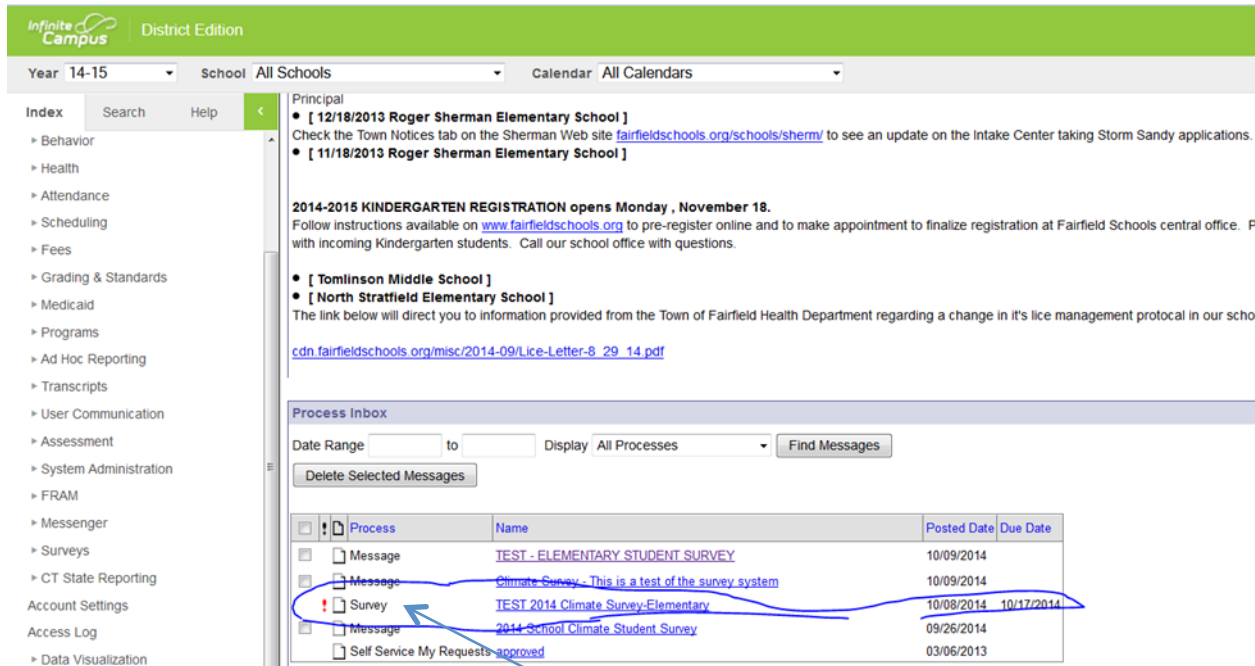 Infinite Campus District Edition
Year 14-15 School All Schools Calendar All Calendars
Index Search Help <
Behavior
Health
Attendance
Scheduling
Fees
Grading & Standards
Medicaid
Programs
Ad Hoc Reporting
Transcripts
User Communication
Assessment
System Administration
FRAM
Messenger
Surveys
CT State Reporting
Account Settings
Access Log
Data Visualization
Principal
• [ 12/18/2013 Roger Sherman Elementary School ]
Check the Town Notices tab on the Sherman Web site fairfieldschools.org/schools/sherm/ to see an update on the Intake Center taking Storm Sandy applications.
• [ 11/18/2013 Roger Sherman Elementary School ]
2014-2015 KINDERGARTEN REGISTRATION opens Monday , November 18.
Follow instructions available on www.fairfieldschools.org to pre-register online and to make appointment to finalize registration at Fairfield Schools central office. P
with incoming Kindergarten students. Call our school office with questions.
• [ Tomlinson Middle School ]
• [ North Stratfield Elementary School ]
The link below will direct you to information provided from the Town of Fairfield Health Department regarding a change in it's lice management protocal in our scho
cdn.fairfieldschools.org/misc/2014-09/Lice-Letter-8_29_14.pdf
Process Inbox
Date Range to Display All Processes Find Messages
Delete Selected Messages
! Process Name Posted Date Due Date
Message TEST - ELEMENTARY STUDENT SURVEY 10/09/2014
Message Climate Survey - This is a test of the survey system 10/09/2014
! Survey TEST 2014 Climate Survey-Elementary 10/08/2014 10/17/2014
Message 2014 School Climate Student Survey 09/26/2014
Self Service My Requests approved 03/06/2013